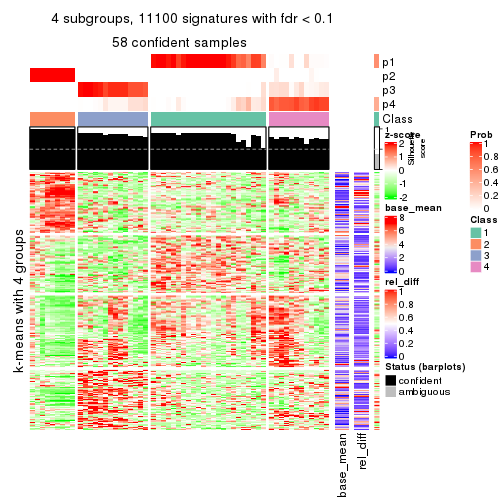 4 subgroups, 11100 signatures with fdr < 0.1
58 confident samples
p1
p2
p3
p4
Class
1
Silhouette
score
k-means with 4 groups
base_mean
rel_diff
z-score
2
1
0
-1
-2
base_mean
8
6
4
2
0
rel_diff
1
0.8
0.6
0.4
0.2
0
Status (barplots)
confident
ambiguous
Prob
1
0.8
0.6
0.4
0.2
0
Class
1
2
3
4